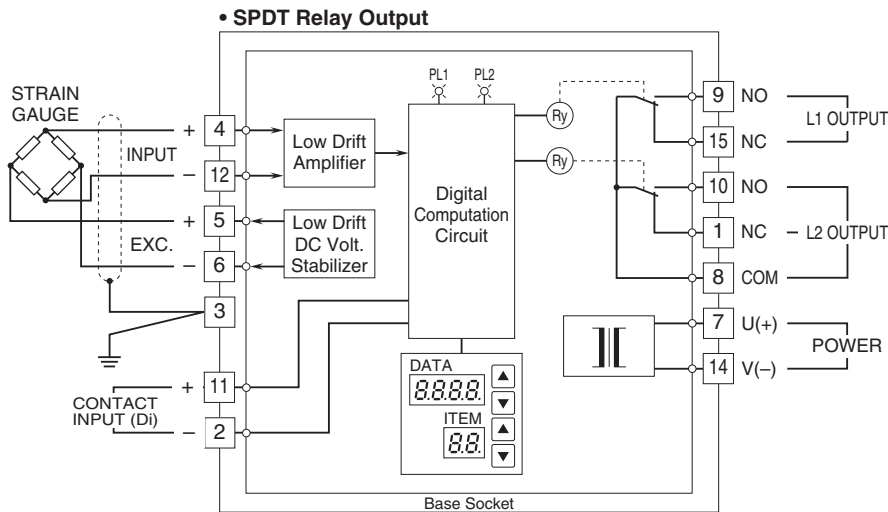 • SPDT Relay Output
PL1 PL2
STRAIN
GAUGE
+ 4
INPUT
− 12
+ 5
EXC.
− 6
3
+ 11
CONTACT
INPUT (Di)
− 2
Low Drift
Amplifier
Low Drift
DC Volt.
Stabilizer
Digital
Computation
Circuit
Ry
Ry
DATA
8.8.8.8.
ITEM
8.8.
▲
▼
▲
▼
9 NO
L1 OUTPUT
15 NC
10 NO
1 NC
L2 OUTPUT
8 COM
7 U(+)
POWER
14 V(–)
Base Socket